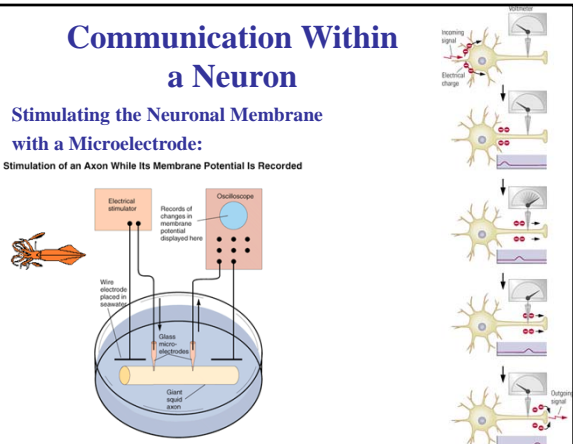 Communication Within
a Neuron
Stimulating the Neuronal Membrane
with a Microelectrode:
Stimulation of an Axon While Its Membrane Potential Is Recorded
Electrical
stimulator
Records of
changes in
membrane
potential
displayed here
Oscilloscope
Wire
electrode
placed in
seawater
Glass
micro-
electrodes
Giant
squid
axon
Voltmeter
Incoming
signal
Electrical
charge
Outgoing
signal